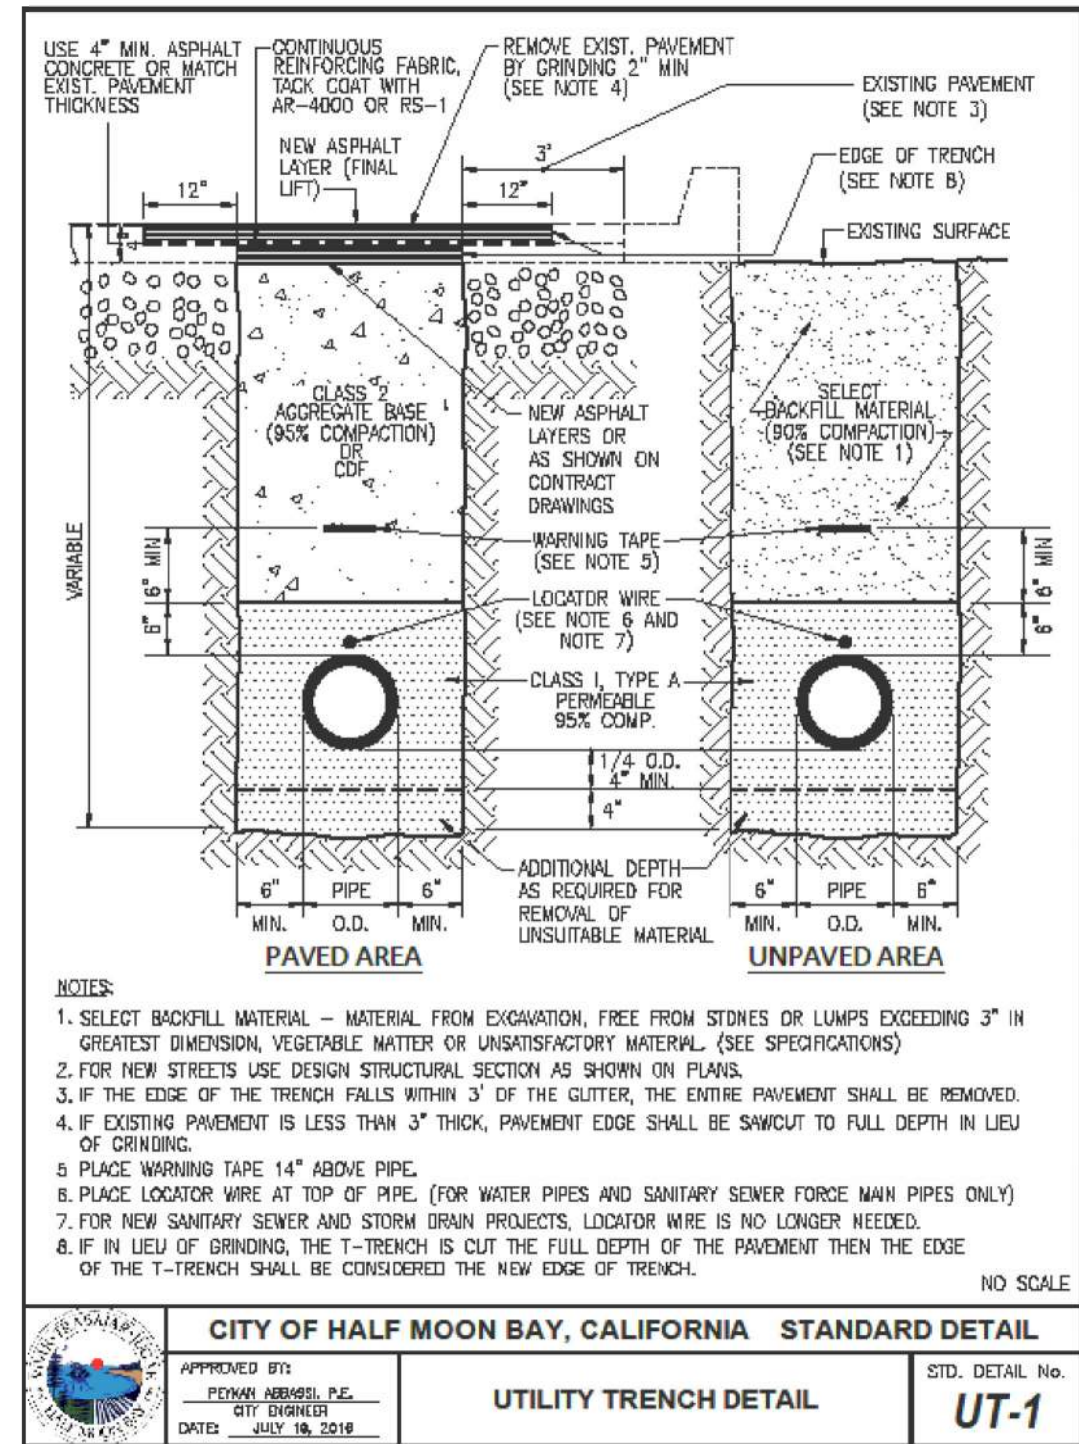 USE 4" MIN. ASPHALT
CONCRETE OR MATCH
EXIST. PAVEMENT
THICKNESS
CONTINUOUS
REINFORCING FABRIC,
TACK COAT WITH
AR-4000 OR RS-1
REMOVE EXIST. PAVEMENT
BY GRINDING 2" MIN
(SEE NOTE 4)
EXISTING PAVEMENT
(SEE NOTE 3)
NEW ASPHALT
LAYER (FINAL
LIFT)
3'
12"
12"
EDGE OF TRENCH
(SEE NOTE 8)
EXISTING SURFACE
CLASS 2
AGGREGATE BASE
(95% COMPACTION)
OR
CDF
NEW ASPHALT
LAYERS OR
AS SHOWN ON
CONTRACT
DRAWINGS
SELECT
BACKFILL MATERIAL
(90% COMPACTION)
(SEE NOTE 1)
VARIABLE
6" MIN
6"
WARNING TAPE
(SEE NOTE 5)
LOCATOR WIRE
(SEE NOTE 6 AND
NOTE 7)
6" MIN
6"
CLASS I, TYPE A
PERMEABLE
95% COMP.
1/4 O.D.
4" MIN.
4"
ADDITIONAL DEPTH
AS REQUIRED FOR
REMOVAL OF
UNSUITABLE MATERIAL
6" PIPE 6"
MIN. O.D. MIN.
PAVED AREA
6" PIPE 6"
MIN. O.D. MIN.
UNPAVED AREA
NOTES:
1. SELECT BACKFILL MATERIAL – MATERIAL FROM EXCAVATION, FREE FROM STONES OR LUMPS EXCEEDING 3" IN
GREATEST DIMENSION, VEGETABLE MATTER OR UNSATISFACTORY MATERIAL. (SEE SPECIFICATIONS)
2. FOR NEW STREETS USE DESIGN STRUCTURAL SECTION AS SHOWN ON PLANS.
3. IF THE EDGE OF THE TRENCH FALLS WITHIN 3' OF THE GUTTER, THE ENTIRE PAVEMENT SHALL BE REMOVED.
4. IF EXISTING PAVEMENT IS LESS THAN 3" THICK, PAVEMENT EDGE SHALL BE SAWCUT TO FULL DEPTH IN LIEU
OF GRINDING.
5 PLACE WARNING TAPE 14" ABOVE PIPE.
6. PLACE LOCATOR WIRE AT TOP OF PIPE. (FOR WATER PIPES AND SANITARY SEWER FORCE MAIN PIPES ONLY)
7. FOR NEW SANITARY SEWER AND STORM DRAIN PROJECTS, LOCATOR WIRE IS NO LONGER NEEDED.
8. IF IN LIEU OF GRINDING, THE T-TRENCH IS CUT THE FULL DEPTH OF THE PAVEMENT THEN THE EDGE
OF THE T-TRENCH SHALL BE CONSIDERED THE NEW EDGE OF TRENCH.
NO SCALE
CITY OF HALF MOON BAY, CALIFORNIA STANDARD DETAIL
APPROVED BY:
PEYKAN ABBASSI, P.E.
CITY ENGINEER
DATE: JULY 19, 2016
UTILITY TRENCH DETAIL
STD. DETAIL No.
UT-1